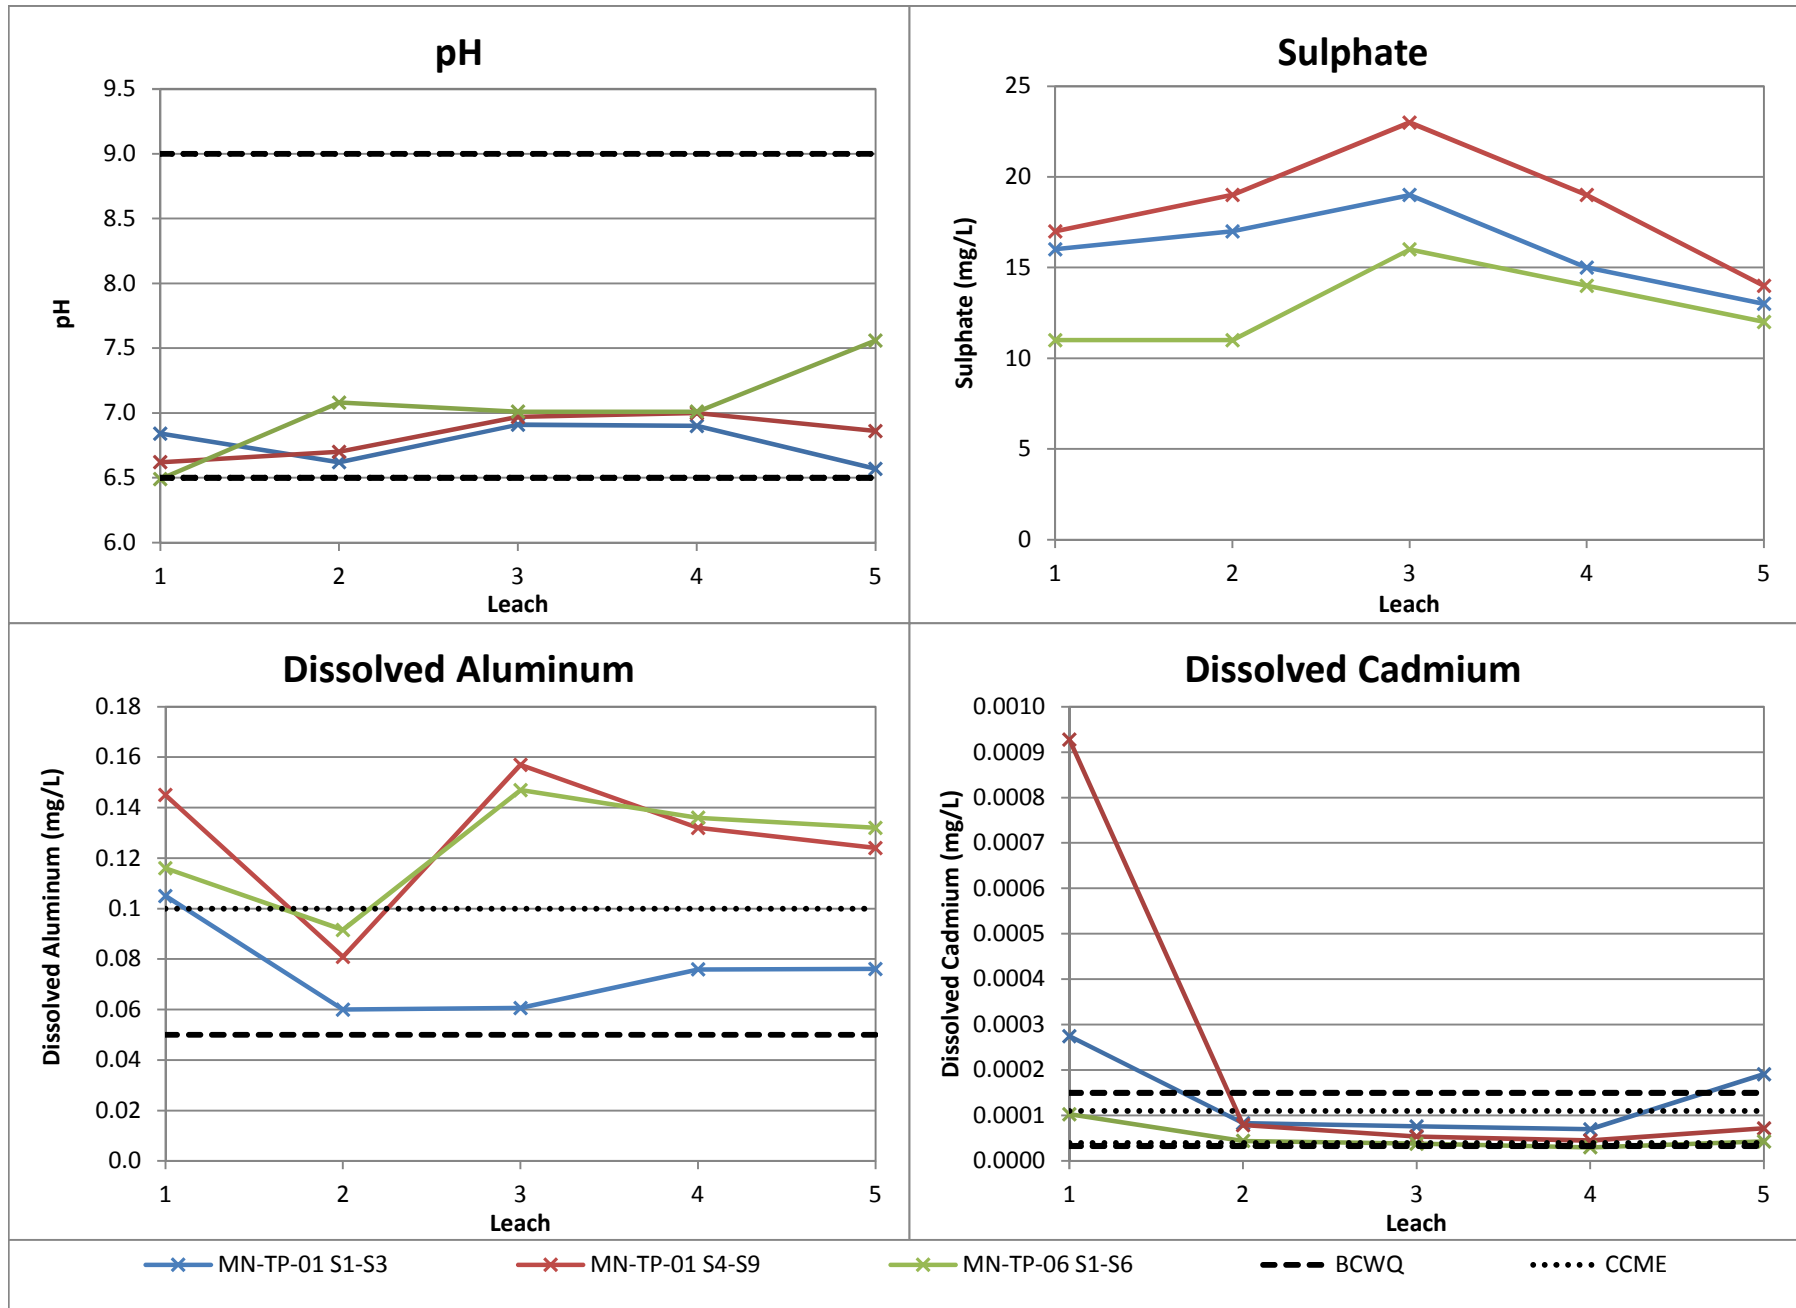 pH
9.5
9.0
8.5
8.0
7.5
7.0
6.5
6.0
pH
1 2 3 4 5
Leach
Sulphate
25
20
15
10
5
0
Sulphate (mg/L)
1 2 3 4 5
Leach
Dissolved Aluminum
0.18
0.16
0.14
0.12
0.1
0.08
0.06
0.04
0.02
0.0
Dissolved Aluminum (mg/L)
1 2 3 4 5
Leach
Dissolved Cadmium
0.0010
0.0009
0.0008
0.0007
0.0006
0.0005
0.0004
0.0003
0.0002
0.0001
0.0000
Dissolved Cadmium (mg/L)
1 2 3 4 5
Leach
MN-TP-01 S1-S3 MN-TP-01 S4-S9 MN-TP-06 S1-S6 BCWQ CCME